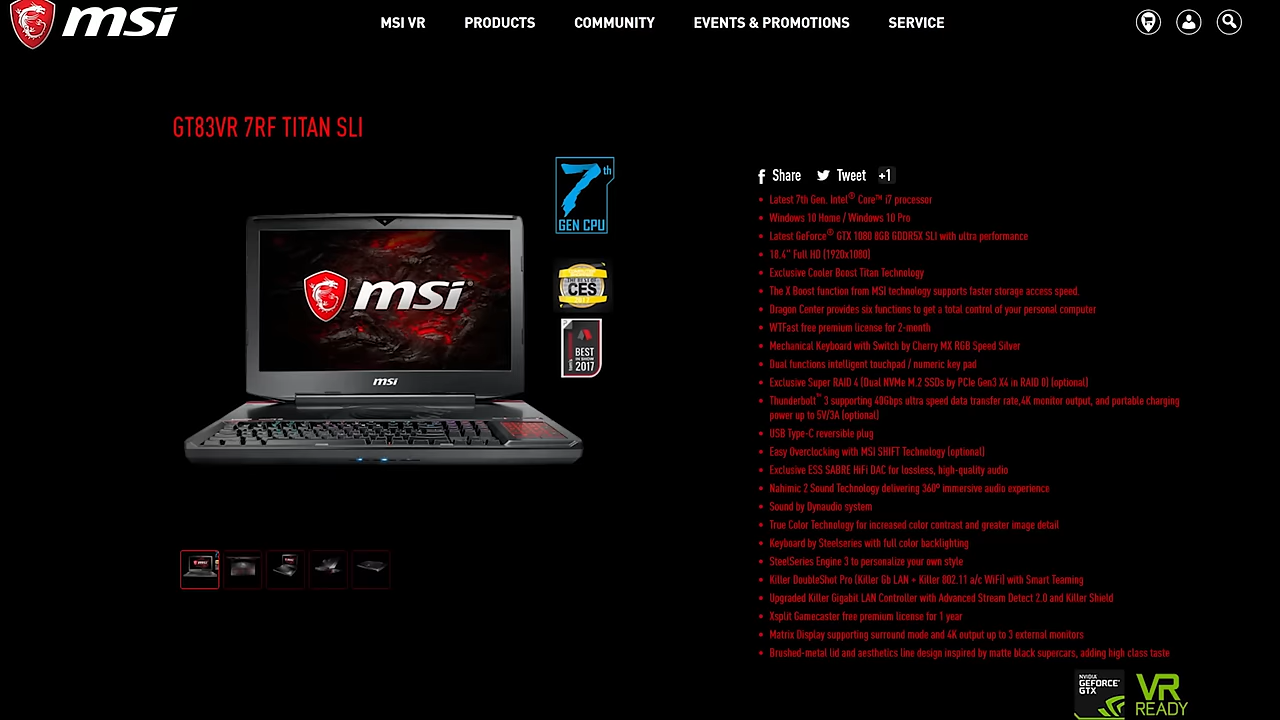 msi
MSI VR PRODUCTS COMMUNITY EVENTS & PROMOTIONS SERVICE
GT83VR 7RF TITAN SLI
7th
GEN CPU
msi
CES
2017
BEST
IN SHOW
2017
msi
Share Tweet +1
Latest 7th Gen. Intel® Core™ i7 processor
Windows 10 Home / Windows 10 Pro
Latest GeForce® GTX 1080 8GB GDDR5X SLI with ultra performance
18.4" Full HD (1920x1080)
Exclusive Cooler Boost Titan Technology
The X Boost function from MSI technology supports faster storage access speed.
Dragon Center provides six functions to get a total control of your personal computer
WTFast free premium license for 2-month
Mechanical Keyboard with Switch by Cherry MX RGB Speed Silver
Dual functions intelligent touchpad / numeric key pad
Exclusive Super RAID 4 (Dual NVMe M.2 SSDs by PCIe Gen3 X4 in RAID 0) (optional)
Thunderbolt™ 3 supporting 40Gbps ultra speed data transfer rate,4K monitor output, and portable charging
power up to 5V/3A (optional)
USB Type-C reversible plug
Easy Overclocking with MSI SHIFT Technology (optional)
Exclusive ESS SABRE HiFi DAC for lossless, high-quality audio
Nahimic 2 Sound Technology delivering 360º immersive audio experience
Sound by Dynaudio system
True Color Technology for increased color contrast and greater image detail
Keyboard by Steelseries with full color backlighting
SteelSeries Engine 3 to personalize your own style
Killer DoubleShot Pro (Killer Gb LAN + Killer 802.11 a/c WiFi) with Smart Teaming
Upgraded Killer Gigabit LAN Controller with Advanced Stream Detect 2.0 and Killer Shield
Xsplit Gamecaster free premium license for 1 year
Matrix Display supporting surround mode and 4K output up to 3 external monitors
Brushed-metal lid and aesthetics line design inspired by matte black supercars, adding high class taste
NVIDIA
GEFORCE®
GTX
VR
READY